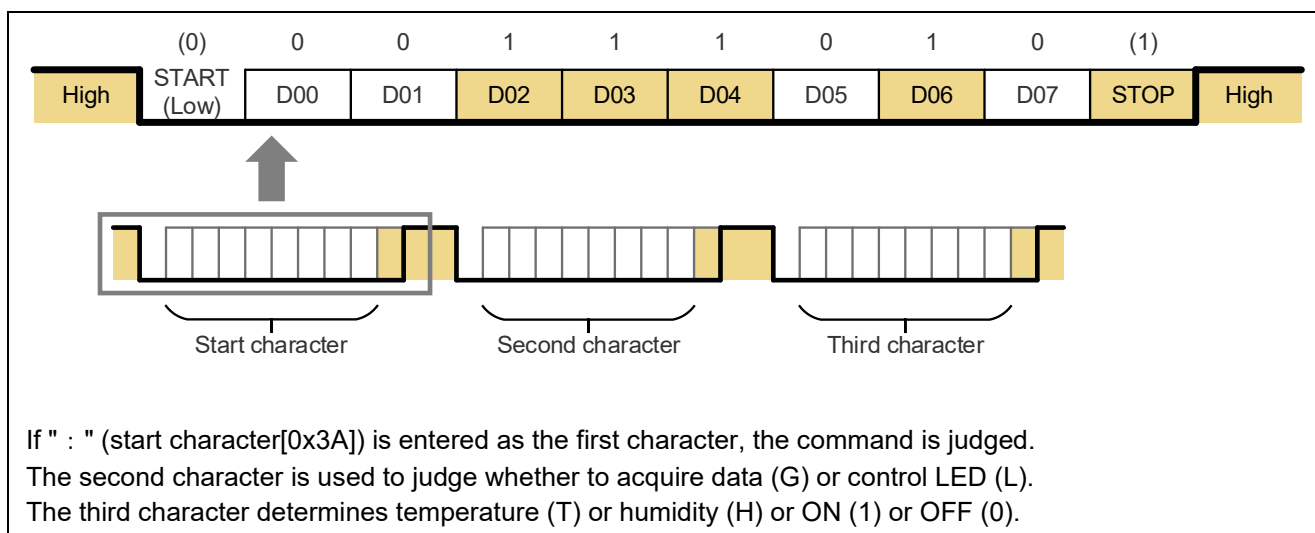 (0) 0 0 1 1 1 0 1 0 (1)
High START (Low) D00 D01 D02 D03 D04 D05 D06 D07 STOP High
Start character Second character Third character
If " : " (start character[0x3A]) is entered as the first character, the command is judged.
The second character is used to judge whether to acquire data (G) or control LED (L).
The third character determines temperature (T) or humidity (H) or ON (1) or OFF (0).